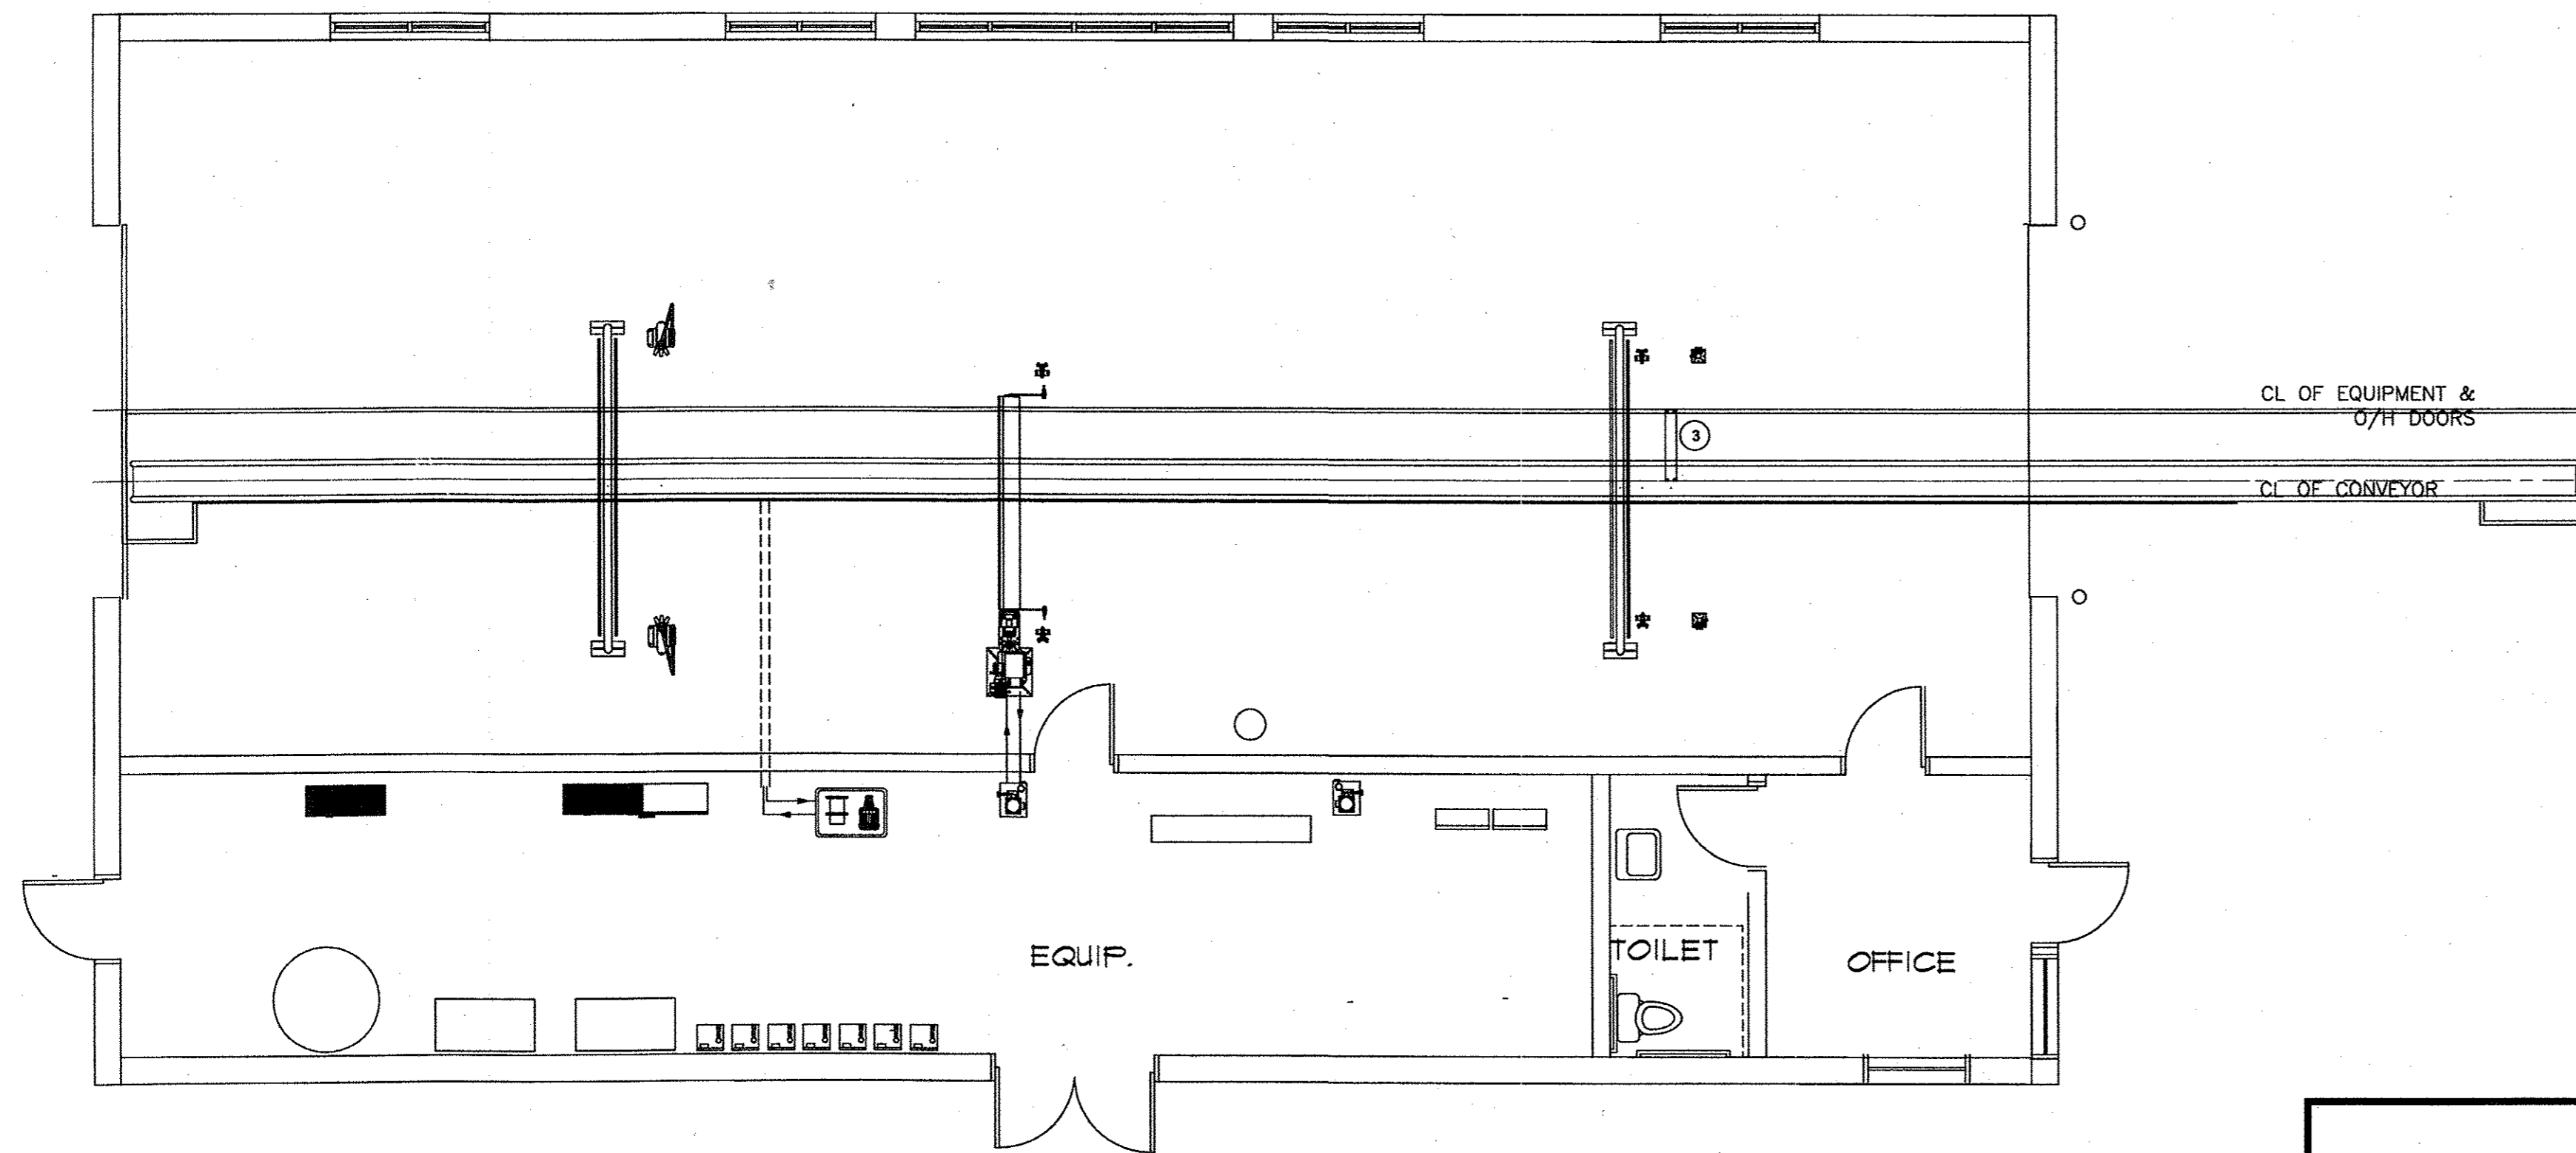 CL OF EQUIPMENT &
O/H DOORS
3
CL OF CONVEYOR
EQUIP.
TOILET
OFFICE